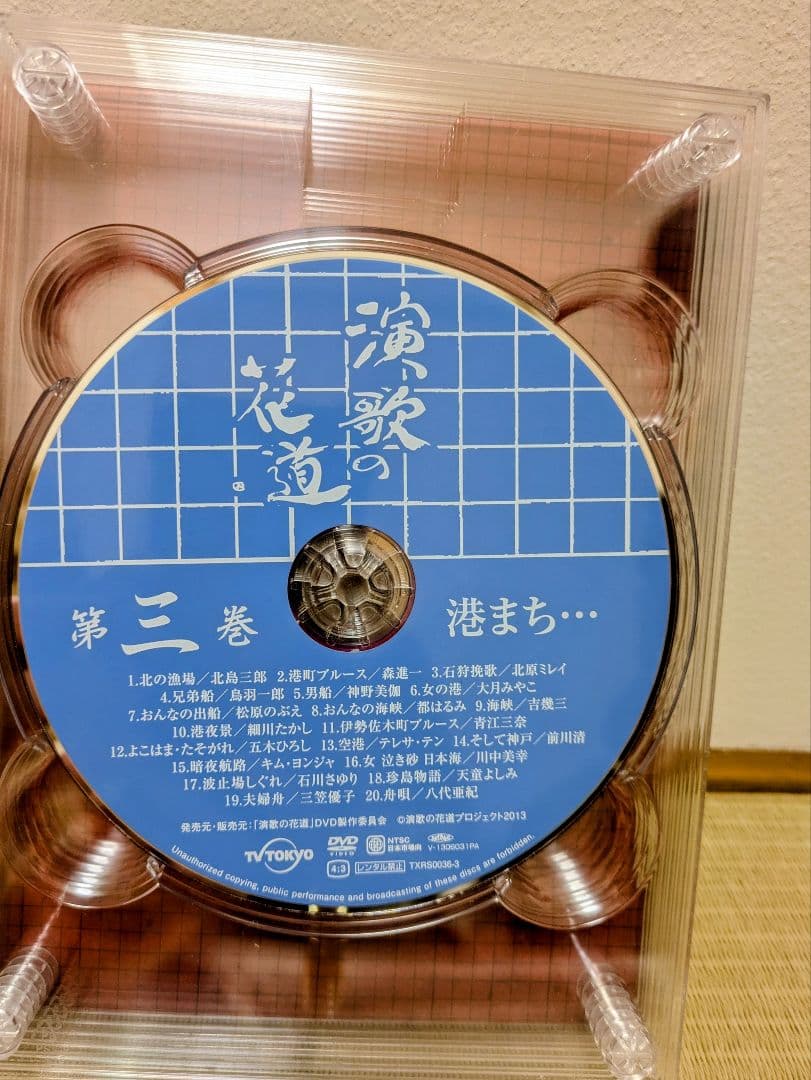 演歌の
花道
第三巻 港まち…
1.北の漁場／北島三郎 2.港町ブルース／森進一 3.石狩挽歌／北原ミレイ
4.兄弟船／鳥羽一郎 5.男船／神野美伽 6.女の港／大月みやこ
7.おんなの出船／松原のぶえ 8.おんなの海峡／都はるみ 9.海峡／吉幾三
10.港夜景／細川たかし 11.伊勢佐木町ブルース／青江三奈
12.よこはま・たそがれ／五木ひろし 13.空港／テレサ・テン 14.そして神戸／前川清
15.暗夜航路／キム・ヨンジャ 16.女 泣き砂 日本海／川中美幸
17.波止場しぐれ／石川さゆり 18.珍島物語／天童よしみ
19.夫婦舟／三笠優子 20.舟唄／八代亜紀
発売元・販売元：「演歌の花道」DVD製作委員会 ©演歌の花道プロジェクト2013
TV TOKYO DVD VIDEO NTSC 日本市場向 V-1309031PA
4:3 レンタル禁止 TXRS0036-3
Unauthorized copying, public performance and broadcasting of these discs are forbidden.